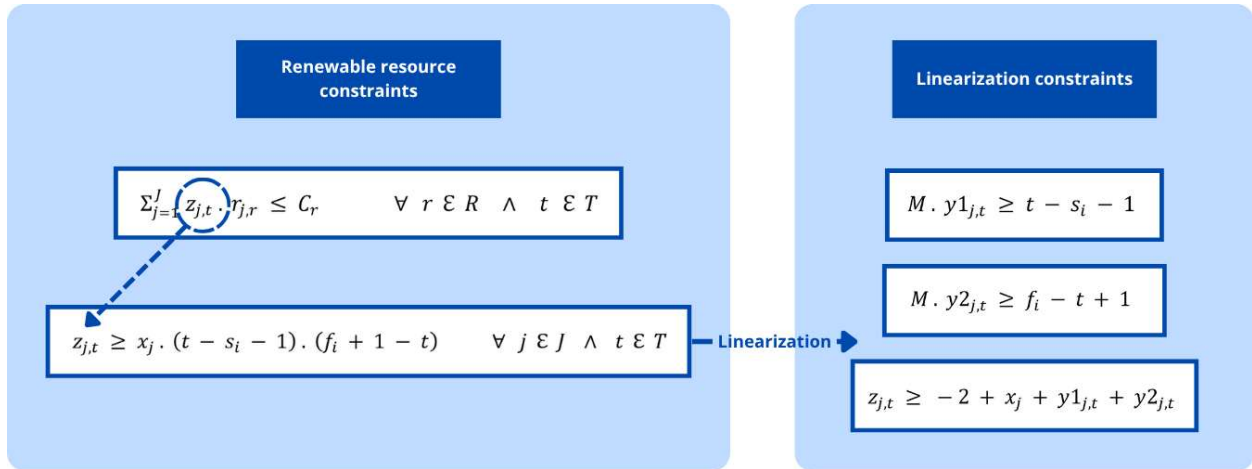 Renewable resource
constraints
Σ_{j=1}^{J} z_{j,t} . r_{j,r} ≤ C_r ∀ r Ɛ R ∧ t Ɛ T
z_{j,t} ≥ x_j . (t − s_i − 1) . (f_i + 1 − t) ∀ j Ɛ J ∧ t Ɛ T
Linearization
Linearization constraints
M . y1_{j,t} ≥ t − s_i − 1
M . y2_{j,t} ≥ f_i − t + 1
z_{j,t} ≥ −2 + x_j + y1_{j,t} + y2_{j,t}